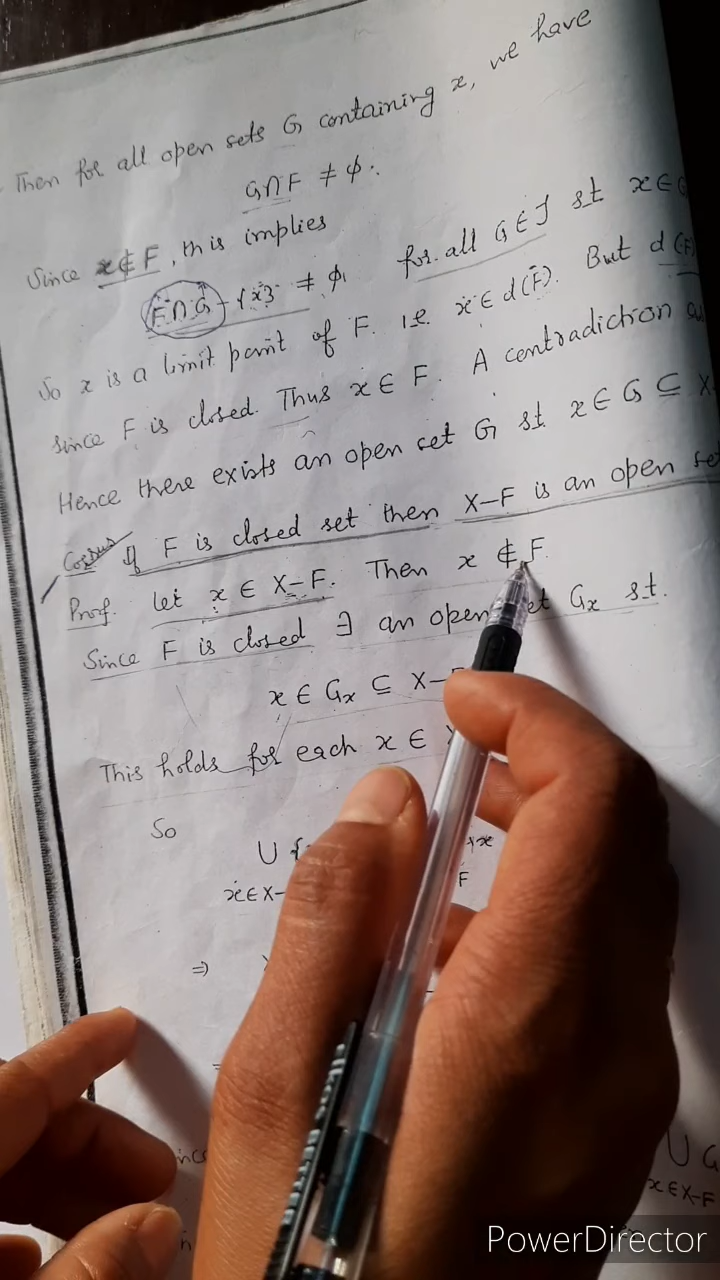 Then for all open sets G containing x, we have
G∩F ≠ ϕ.
Since x∉F, this implies
F∩G - {x} ≠ ϕ, for all G∈J st x∈G
So x is a limit point of F. i.e. x∈d(F). But d(F)
since F is closed. Thus x∈F. A contradiction
Hence there exists an open set G st x∈G⊆X
If F is closed set then X-F is an open set
Proof. let x∈X-F. Then x∉F.
Since F is closed ∃ an open set Gx st.
x∈Gx⊆X-F
This holds for each x∈
So
∪
x∈X- F
⇒
∪ G
x∈X-F
PowerDirector